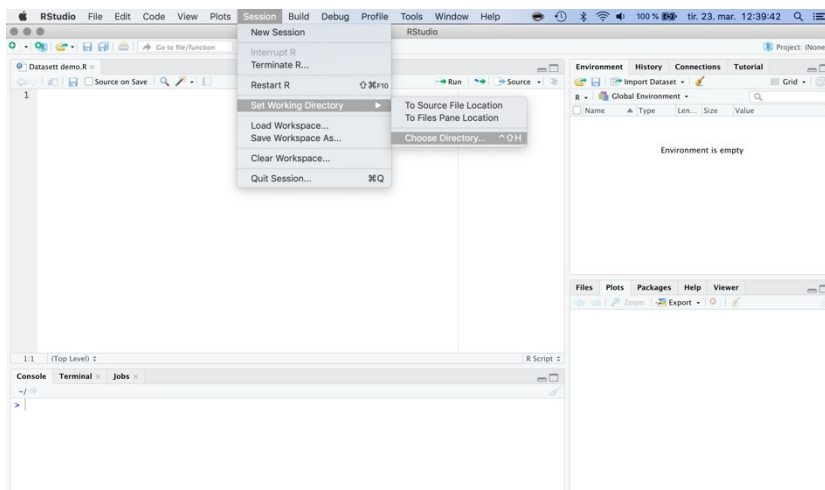 RStudio File Edit Code View Plots Session Build Debug Profile Tools Window Help 100 % tir. 23. mar. 12:39:42
RStudio
Go to file/function
Project: (None
Datasett demo.R
Source on Save
Run
Source
1
1:1 (Top Level)
R Script
New Session
Interrupt R
Terminate R...
Restart R ⇧⌘F10
Set Working Directory
Load Workspace...
Save Workspace As...
Clear Workspace...
Quit Session... ⌘Q
To Source File Location
To Files Pane Location
Choose Directory... ^⇧H
Console Terminal Jobs
~/
>
Environment History Connections Tutorial
Import Dataset
Grid
R Global Environment
Name Type Len... Size Value
Environment is empty
Files Plots Packages Help Viewer
Zoom Export